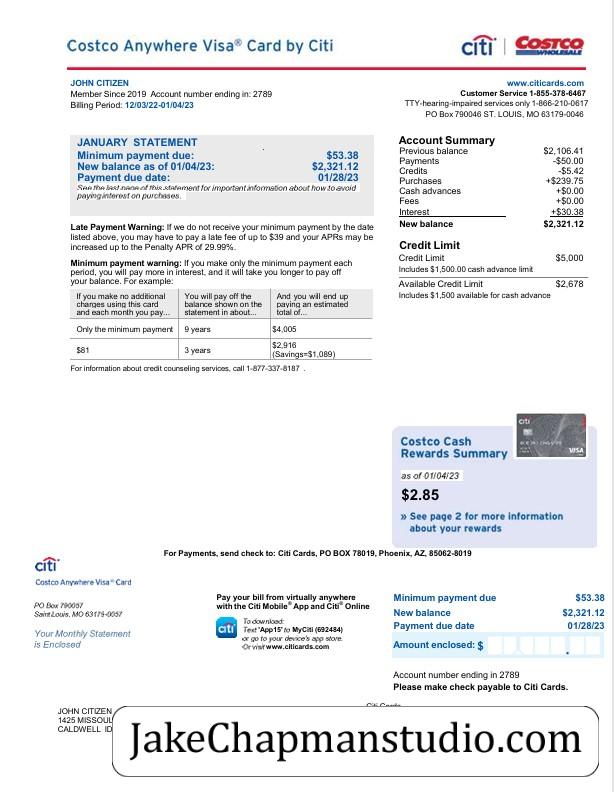 Costco Anywhere Visa® Card by Citi
citi
COSTCO
WHOLESALE
JOHN CITIZEN
Member Since 2019 Account number ending in: 2789
Billing Period: 12/03/22-01/04/23
www.citicards.com
Customer Service 1-855-378-6467
TTY-hearing-impaired services only 1-866-210-0617
PO Box 790046 ST. LOUIS, MO 63179-0046
JANUARY STATEMENT
Minimum payment due: $53.38
New balance as of 01/04/23: $2,321.12
Payment due date: 01/28/23
See the last page of this statement for important information about how to avoid
paying interest on purchases.
Late Payment Warning: If we do not receive your minimum payment by the date
listed above, you may have to pay a late fee of up to $39 and your APRs may be
increased up to the Penalty APR of 29.99%.
Minimum payment warning: If you make only the minimum payment each
period, you will pay more in interest, and it will take you longer to pay off
your balance. For example:
If you make no additional
charges using this card
and each month you pay...
You will pay off the
balance shown on the
statement in about...
And you will end up
paying an estimated
total of...
Only the minimum payment 9 years $4,005
$81 3 years $2,916
(Savings=$1,089)
For information about credit counseling services, call 1-877-337-8187 .
Account Summary
Previous balance $2,106.41
Payments -$50.00
Credits -$5.42
Purchases +$239.75
Cash advances +$0.00
Fees +$0.00
Interest +$30.38
New balance $2,321.12
Credit Limit
Credit Limit $5,000
Includes $1,500.00 cash advance limit
Available Credit Limit $2,678
Includes $1,500 available for cash advance
Costco Cash
Rewards Summary
citi
VISA
as of 01/04/23
$2.85
» See page 2 for more information
about your rewards
For Payments, send check to: Citi Cards, PO BOX 78019, Phoenix, AZ, 85062-8019
citi
Costco Anywhere Visa® Card
PO Box 790057
Saint Louis, MO 63179-0057
Your Monthly Statement
is Enclosed
Pay your bill from virtually anywhere
with the Citi Mobile® App and Citi® Online
citi
To download:
Text 'App15' to MyCiti (692484)
or go to your device's app store.
Or visit www.citicards.com
Minimum payment due $53.38
New balance $2,321.12
Payment due date 01/28/23
Amount enclosed: $
Account number ending in 2789
Please make check payable to Citi Cards.
JOHN CITIZEN
1425
CALDWELL ID
JakeChapmanstudio.com